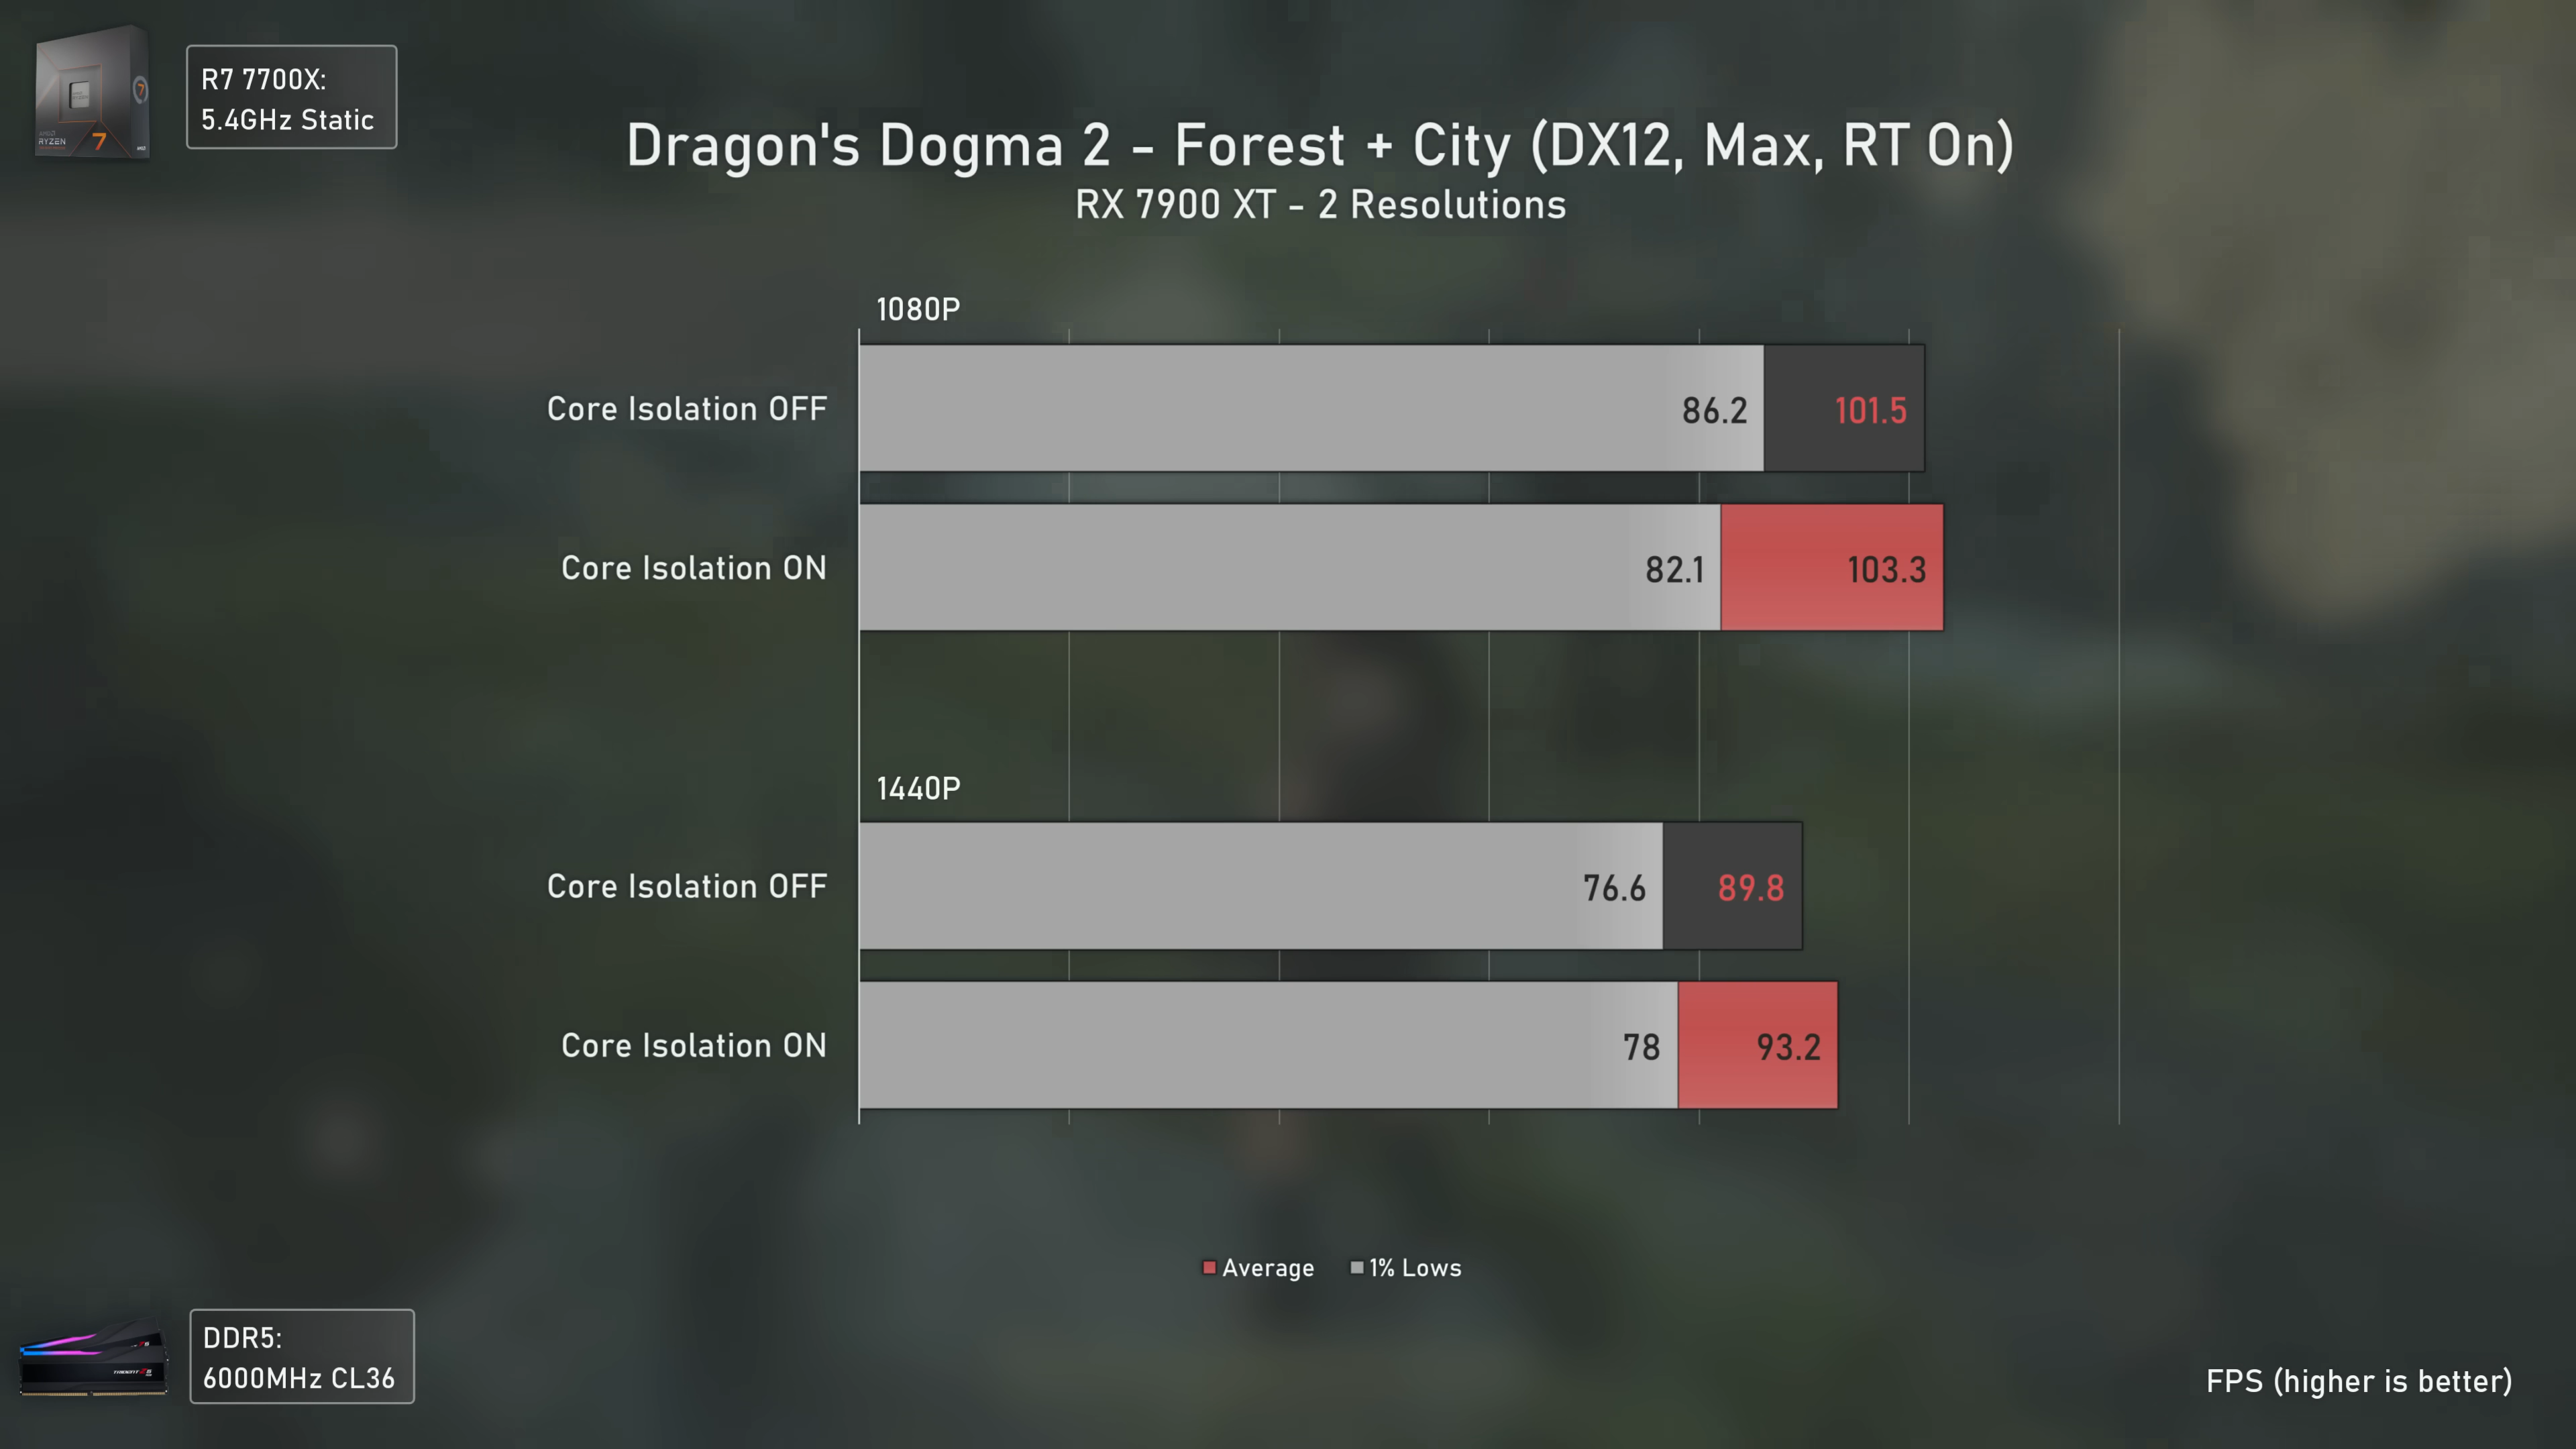 R7 7700X:
5.4GHz Static
AMD
RYZEN
7
Dragon's Dogma 2 - Forest + City (DX12, Max, RT On)
RX 7900 XT - 2 Resolutions
1080P
Core Isolation OFF
86.2
101.5
Core Isolation ON
82.1
103.3
1440P
Core Isolation OFF
76.6
89.8
Core Isolation ON
78
93.2
Average
1% Lows
DDR5:
6000MHz CL36
FPS (higher is better)